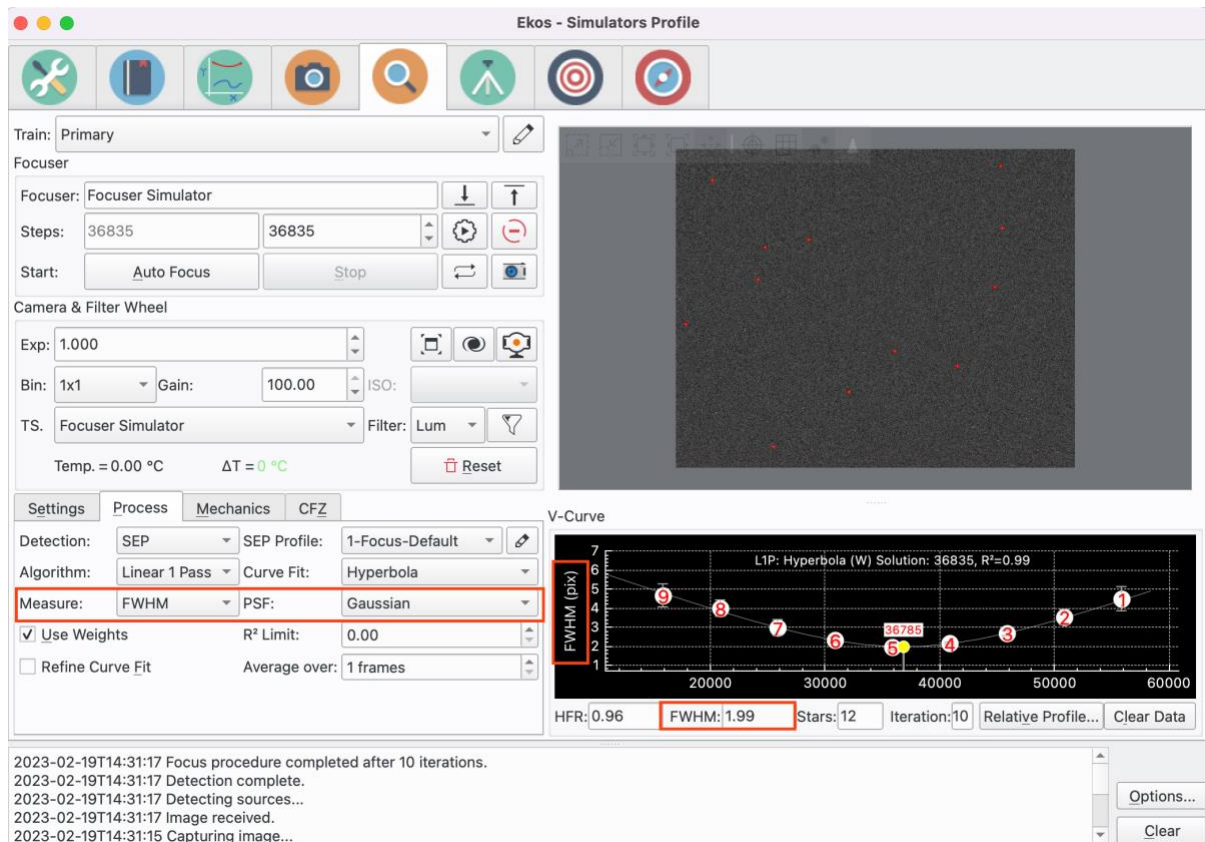 Ekos - Simulators Profile
Train: Primary
Focuser
Focuser: Focuser Simulator
Steps: 36835 36835
Start: Auto Focus Stop
Camera & Filter Wheel
Exp: 1.000
Bin: 1x1 Gain: 100.00 ISO:
TS. Focuser Simulator Filter: Lum
Temp. = 0.00 °C ΔT = 0 °C Reset
Settings Process Mechanics CFZ
Detection: SEP SEP Profile: 1-Focus-Default
Algorithm: Linear 1 Pass Curve Fit: Hyperbola
Measure: FWHM PSF: Gaussian
Use Weights R² Limit: 0.00
Refine Curve Fit Average over: 1 frames
V-Curve
L1P: Hyperbola (W) Solution: 36835, R²=0.99
FWHM (pix)
7
6
5
4
3
2
1
9 8 7 6 5 4 3 2 1
36785
20000 30000 40000 50000 60000
HFR: 0.96 FWHM: 1.99 Stars: 12 Iteration: 10 Relative Profile... Clear Data
2023-02-19T14:31:17 Focus procedure completed after 10 iterations.
2023-02-19T14:31:17 Detection complete.
2023-02-19T14:31:17 Detecting sources...
2023-02-19T14:31:17 Image received.
2023-02-19T14:31:15 Capturing image...
Options...
Clear